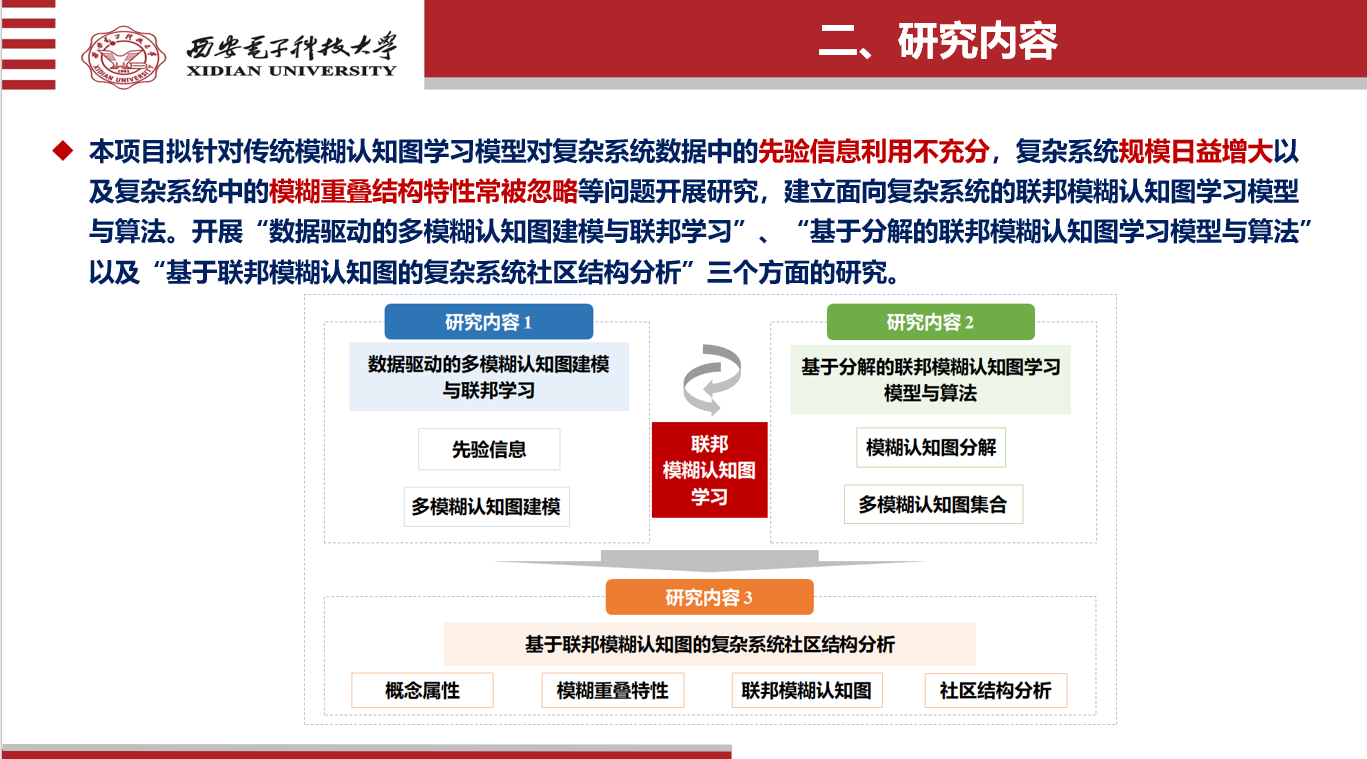 西安电子科技大学
XIDIAN UNIVERSITY
二、研究内容
本项目拟针对传统模糊认知图学习模型对复杂系统数据中的先验信息利用不充分，复杂系统规模日益增大以
及复杂系统中的模糊重叠结构特性常被忽略等问题开展研究，建立面向复杂系统的联邦模糊认知图学习模型
与算法。开展“数据驱动的多模糊认知图建模与联邦学习”、“基于分解的联邦模糊认知图学习模型与算法”
以及“基于联邦模糊认知图的复杂系统社区结构分析”三个方面的研究。
研究内容 1
数据驱动的多模糊认知图建模
与联邦学习
先验信息
多模糊认知图建模
联邦
模糊认知图
学习
研究内容 2
基于分解的联邦模糊认知图学习
模型与算法
模糊认知图分解
多模糊认知图集合
研究内容 3
基于联邦模糊认知图的复杂系统社区结构分析
概念属性
模糊重叠特性
联邦模糊认知图
社区结构分析